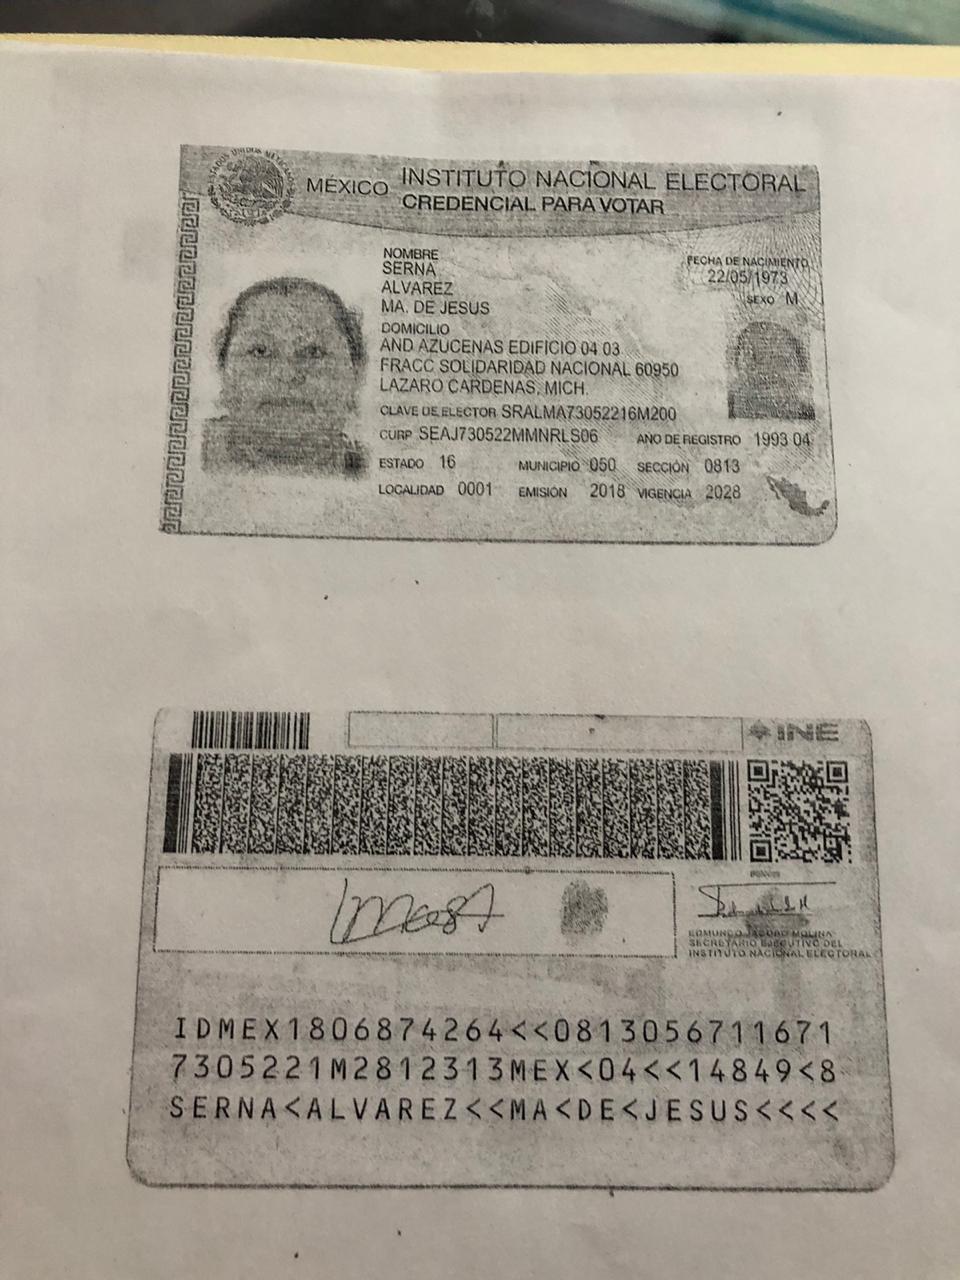 ESTADOS UNIDOS MEXICANOS
MÉXICO INSTITUTO NACIONAL ELECTORAL
CREDENCIAL PARA VOTAR
NOMBRE
SERNA
ALVAREZ
MA. DE JESUS
FECHA DE NACIMIENTO
22/05/1973
SEXO M
DOMICILIO
AND AZUCENAS EDIFICIO 04 03
FRACC SOLIDARIDAD NACIONAL 60950
LAZARO CARDENAS, MICH.
CLAVE DE ELECTOR SRALMA73052216M200
CURP SEAJ730522MMNRLS06 AÑO DE REGISTRO 1993 04
ESTADO 16 MUNICIPIO 050 SECCIÓN 0813
LOCALIDAD 0001 EMISIÓN 2018 VIGENCIA 2028
INE
EDMUNDO JACOBO MOLINA
SECRETARIO EJECUTIVO DEL
INSTITUTO NACIONAL ELECTORAL
IDMEX1806874264<<0813056711671
7305221M2812313MEX<04<<14849<8
SERNA<ALVAREZ<<MA<DE<JESUS<<<<